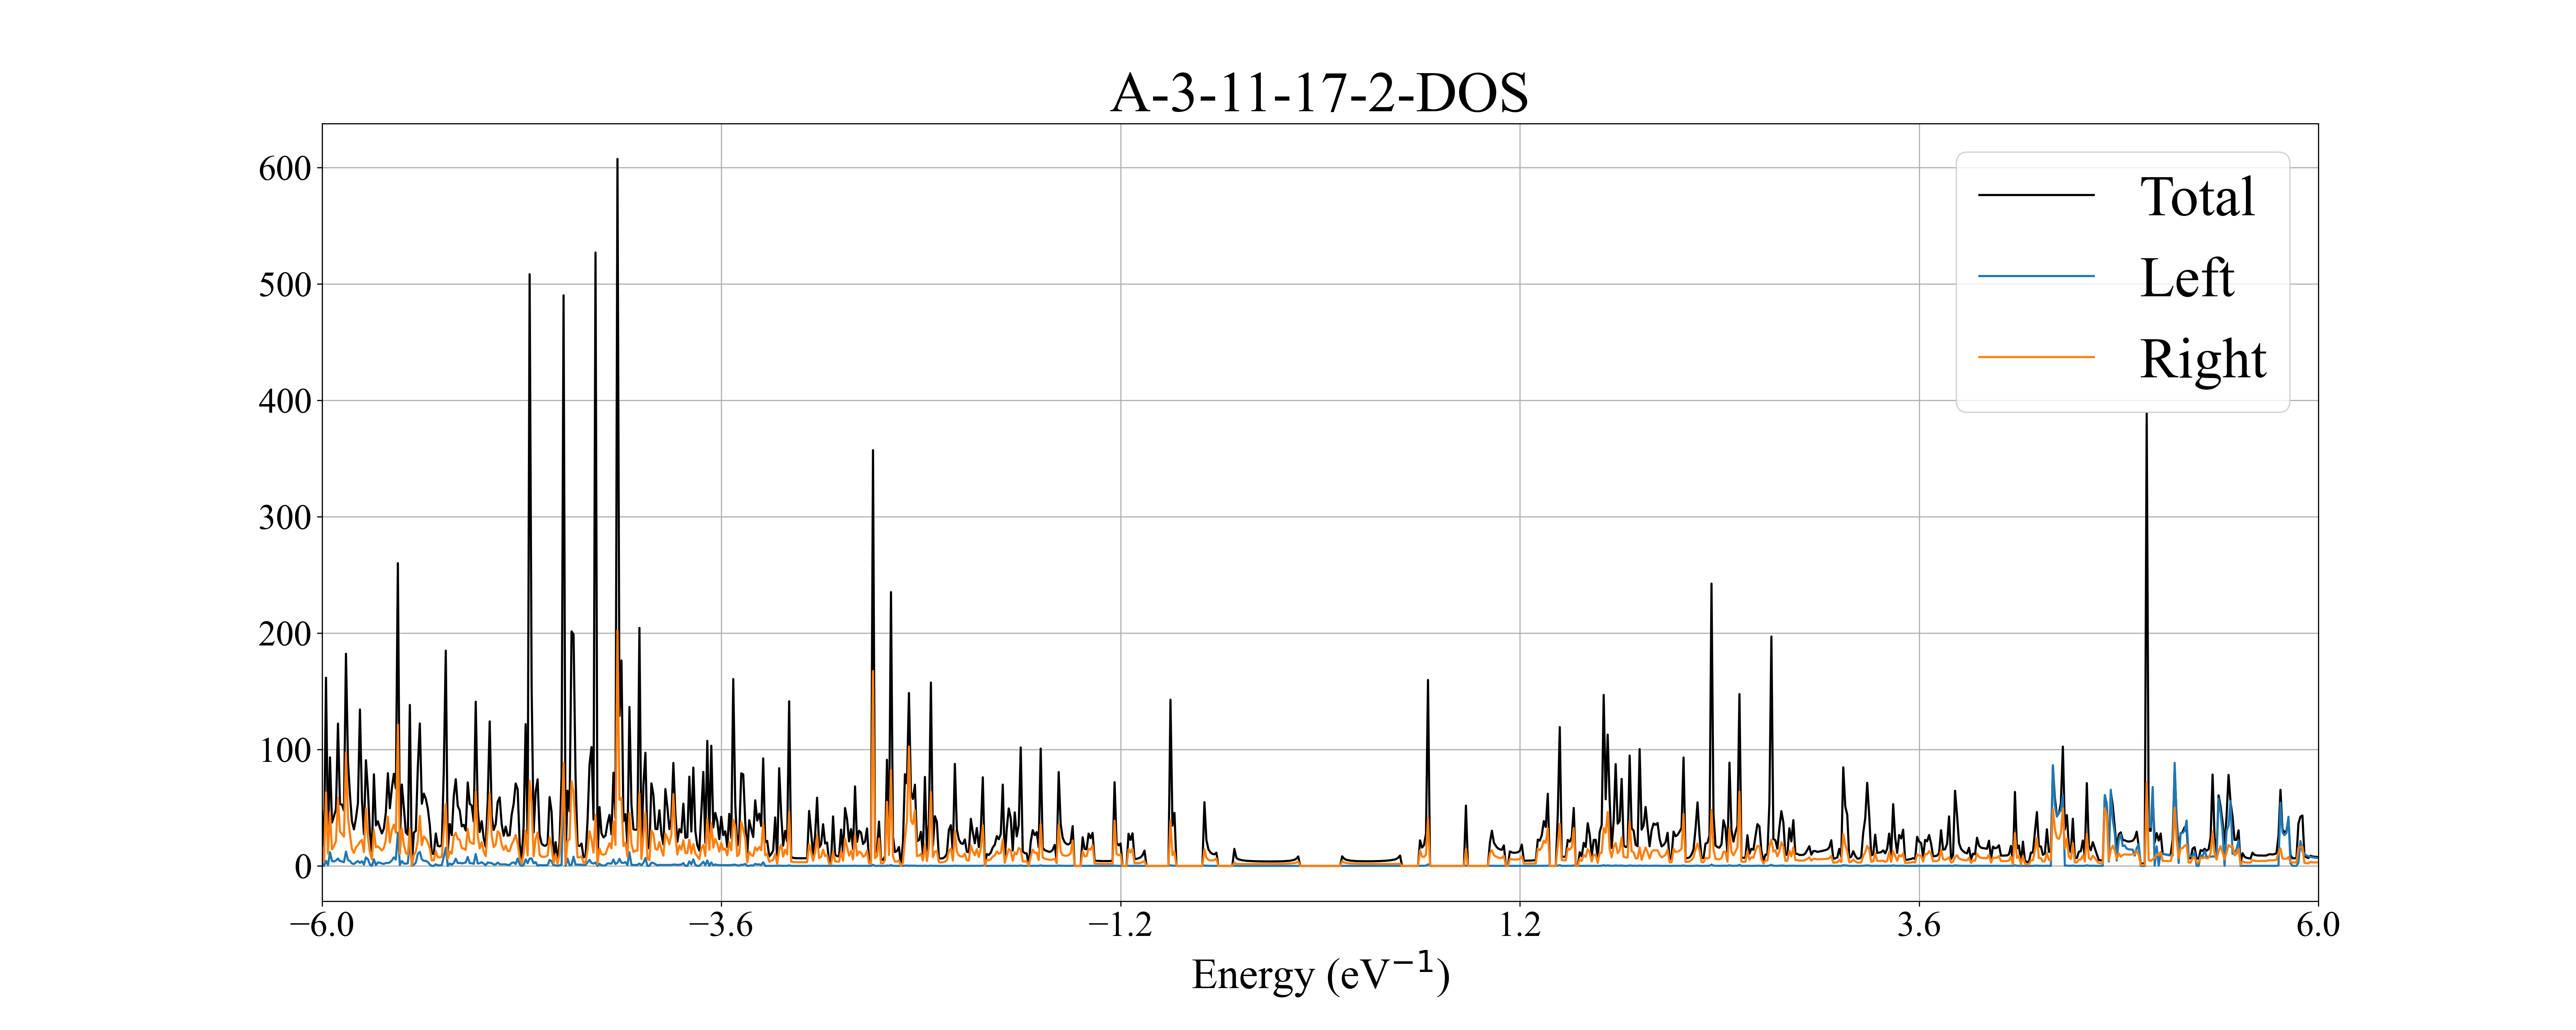 A-3-11-17-2-DOS
600
500
400
300
200
100
0
Total
Left
Right
−6.0
−3.6
−1.2
1.2
3.6
6.0
Energy (eV⁻¹)